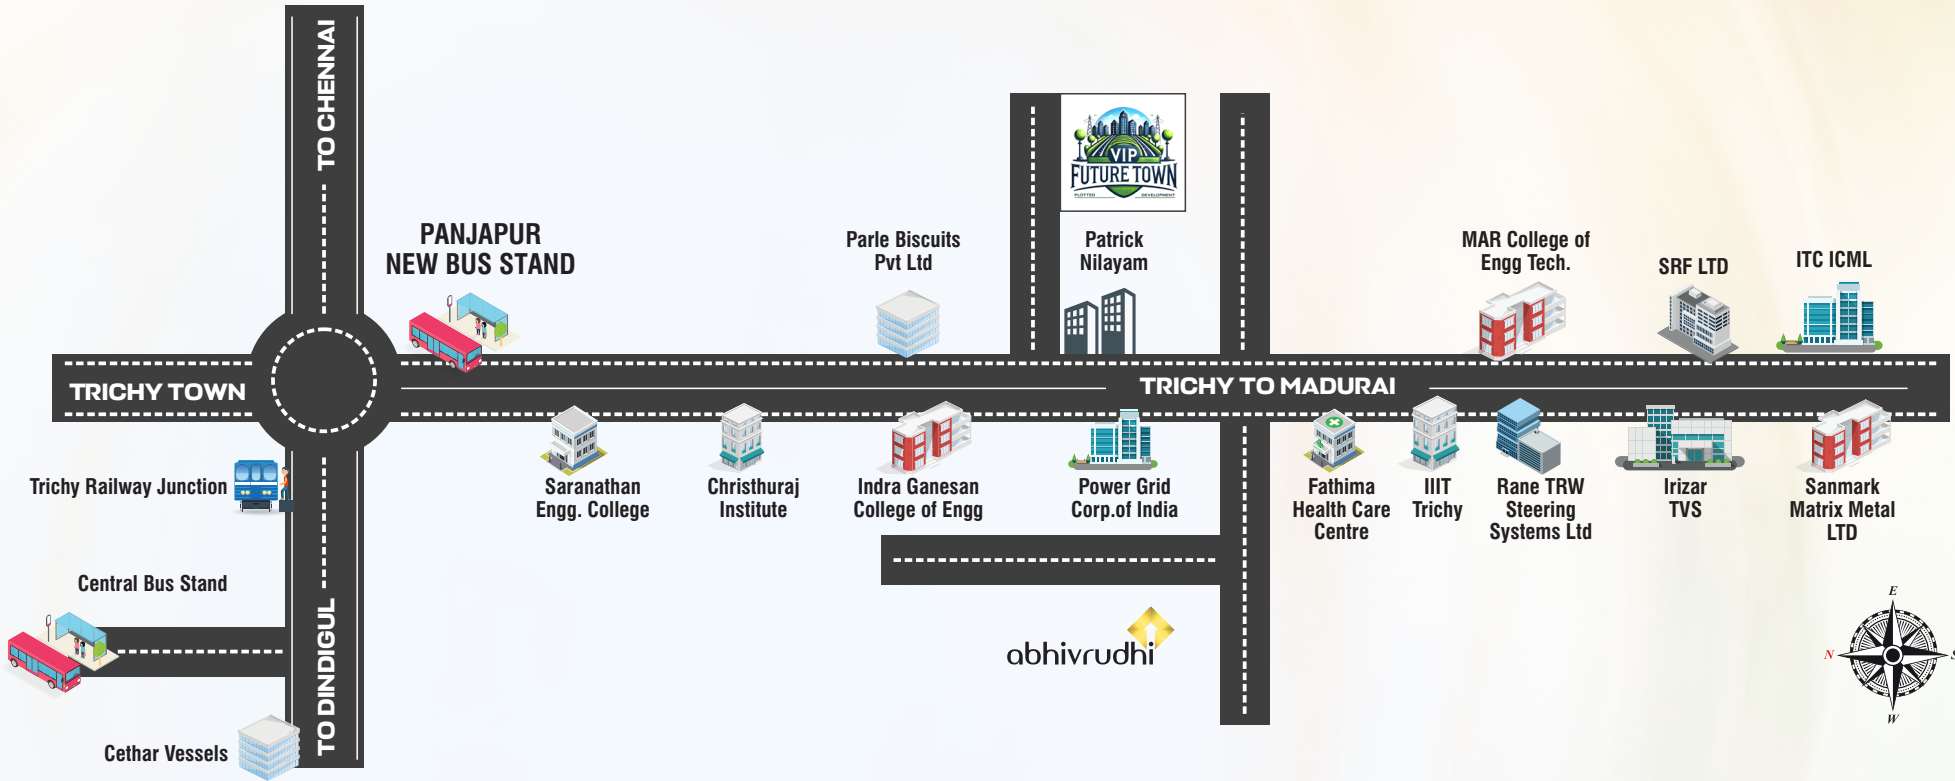 TO CHENNAI
VIP
FUTURE TOWN
PLOTTED DEVELOPMENT
PANJAPUR
NEW BUS STAND
Parle Biscuits
Pvt Ltd
Patrick
Nilayam
MAR College of
Engg Tech.
SRF LTD
ITC ICML
TRICHY TOWN
TRICHY TO MADURAI
Trichy Railway Junction
Saranathan
Engg. College
Christhuraj
Institute
Indra Ganesan
College of Engg
Power Grid
Corp.of India
Fathima
Health Care
Centre
IIIT
Trichy
Rane TRW
Steering
Systems Ltd
Irizar
TVS
Sanmark
Matrix Metal
LTD
Central Bus Stand
TO DINDIGUL
Cethar Vessels
abhivrudhi
E
N
S
W